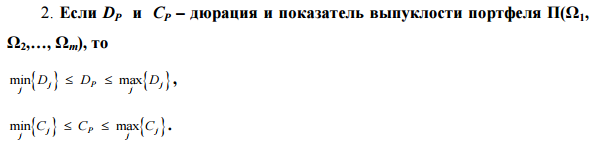 2. Если D_P и C_P – дюрация и показатель выпуклости портфеля П(Ω₁,
Ω₂,…, Ωₘ), то
min_j{D_j} ≤ D_P ≤ max_j{D_j},
min_j{C_j} ≤ C_P ≤ max_j{C_j}.